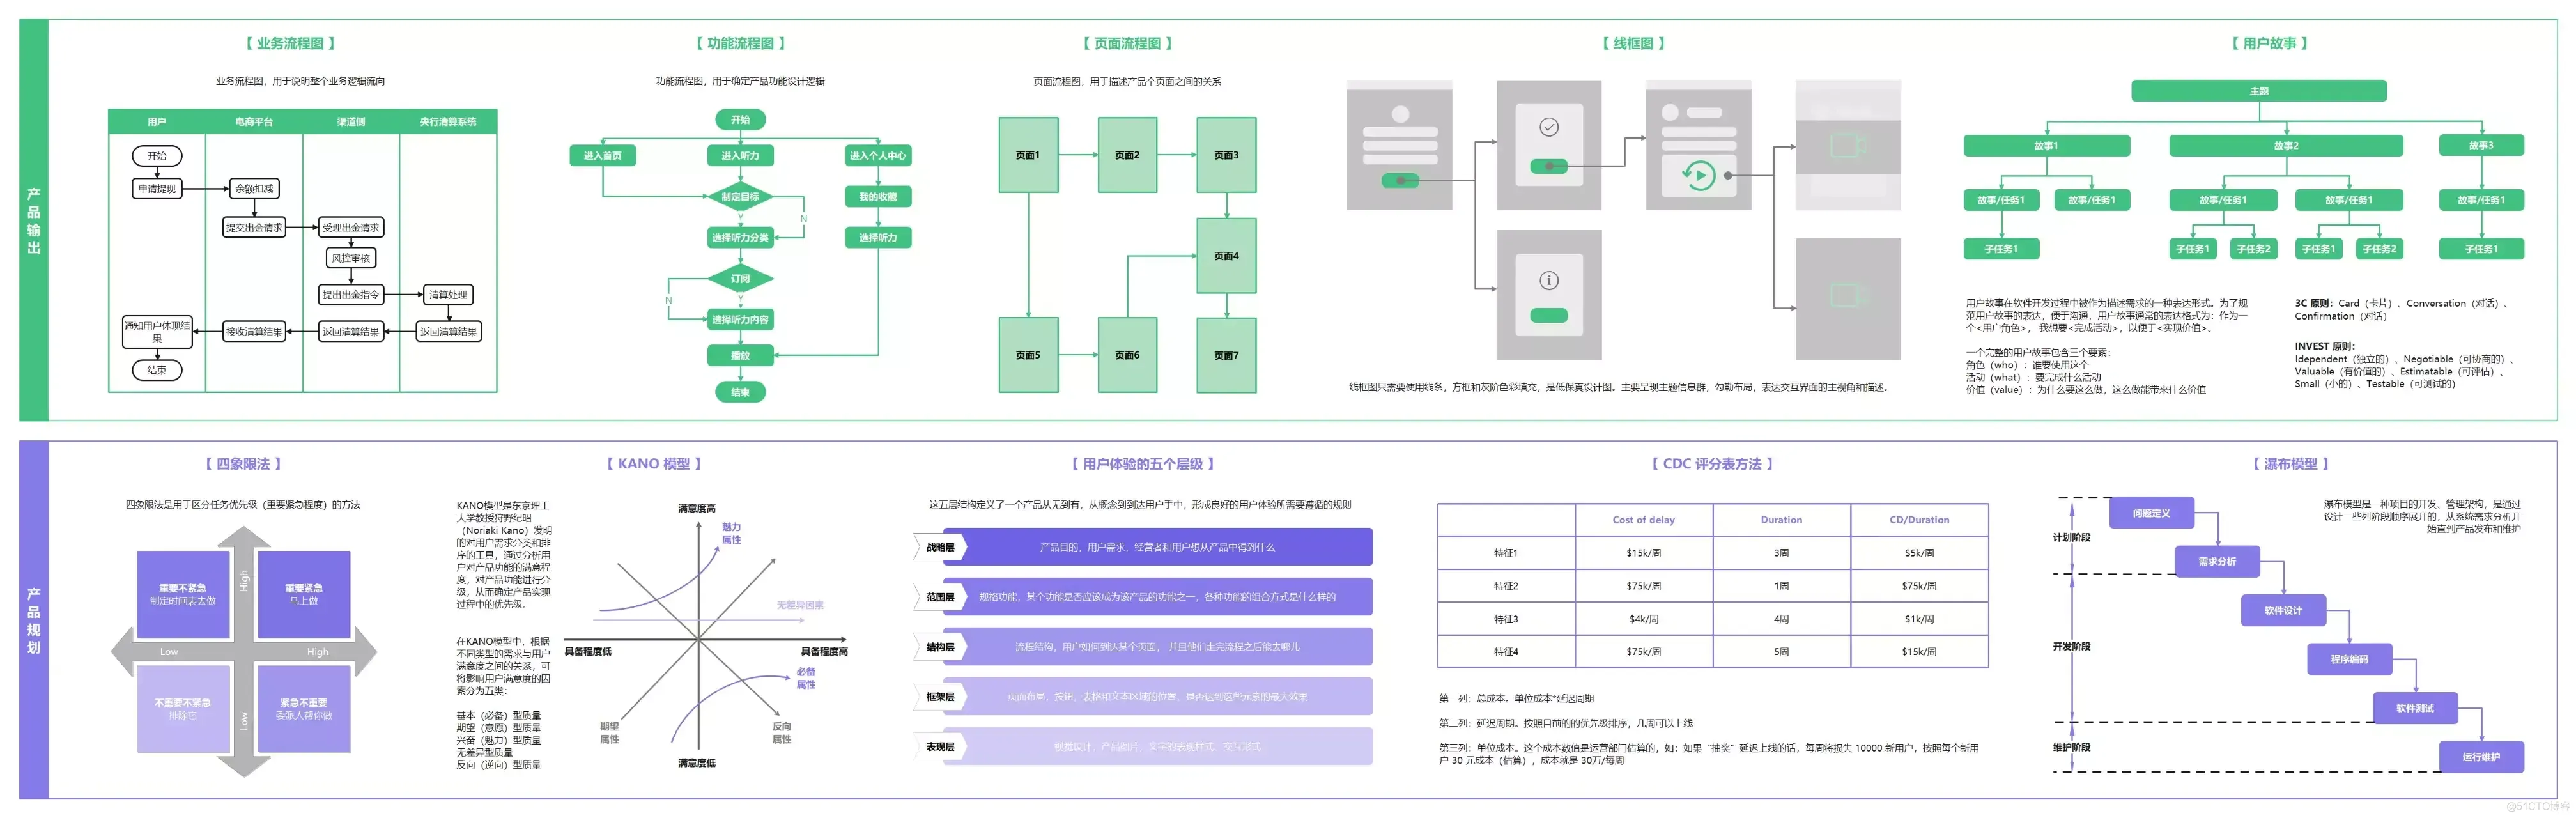 产品输出
【 业务流程图 】
业务流程图，用于说明整个业务逻辑流向
用户
电商平台
渠道侧
央行清算系统
开始
申请提现
余额扣减
提交出金请求
受理出金请求
风控审核
提出出金指令
清算处理
通知用户体现结
果
接收清算结果
返回清算结果
返回清算结果
结束
【 功能流程图 】
功能流程图，用于确定产品功能设计逻辑
开始
进入首页
进入听力
进入个人中心
制定目标
我的收藏
Y
N
选择听力分类
选择听力
订阅
N
Y
选择听力内容
播放
结束
【 页面流程图 】
页面流程图，用于描述产品个页面之间的关系
页面1
页面2
页面3
页面4
页面5
页面6
页面7
【 线框图 】
线框图只需要使用线条，方框和灰阶色彩填充，是低保真设计图。主要呈现主题信息群，勾勒布局，表达交互界面的主视角和描述。
【 用户故事 】
主题
故事1
故事2
故事3
故事/任务1
故事/任务1
故事/任务1
故事/任务1
故事/任务1
子任务1
子任务1
子任务2
子任务1
子任务2
子任务1
用户故事在软件开发过程中被作为描述需求的一种表达形式。为了规
范用户故事的表达，便于沟通，用户故事通常的表达格式为：作为一
个<用户角色>， 我想要<完成活动>，以便于<实现价值>。
一个完整的用户故事包含三个要素：
角色（who）：谁要使用这个
活动（what）：要完成什么活动
价值（value）：为什么要这么做，这么做能带来什么价值
3C 原则：Card（卡片）、Conversation（对话）、
Confirmation（对话）
INVEST 原则：
Idependent（独立的）、Negotiable（可协商的）、
Valuable（有价值的）、Estimatable（可评估）、
Small（小的）、Testable（可测试的）
产品规划
【 四象限法 】
四象限法是用于区分任务优先级（重要紧急程度）的方法
重要不紧急
制定时间表去做
High
重要紧急
马上做
Low
High
不重要不紧急
排除它
Low
紧急不重要
委派人帮你做
【 KANO 模型 】
KANO模型是东京理工
大学教授狩野纪昭
（Noriaki Kano）发明
的对用户需求分类和排
序的工具，通过分析用
户对产品功能的满意程
度，对产品功能进行分
级，从而确定产品实现
过程中的优先级。
在KANO模型中，根据
不同类型的需求与用户
满意度之间的关系，可
将影响用户满意度的因
素分为五类：
基本（必备）型质量
期望（意愿）型质量
兴奋（魅力）型质量
无差异型质量
反向（逆向）型质量
满意度高
魅力
属性
无差异因素
具备程度低
具备程度高
必备
属性
期望
属性
反向
属性
满意度低
【 用户体验的五个层级 】
这五层结构定义了一个产品从无到有，从概念到到达用户手中，形成良好的用户体验所需要遵循的规则
战略层
产品目的，用户需求，经营者和用户想从产品中得到什么
范围层
规格功能，某个功能是否应该成为该产品的功能之一，各种功能的组合方式是什么样的
结构层
流程结构，用户如何到达某个页面， 并且他们走完流程之后能去哪儿
框架层
页面布局，按钮，表格和文本区域的位置，是否达到这些元素的最大效果
表现层
视觉设计，产品图片，文字的表装样式，交互形式
【 CDC 评分表方法 】
Cost of delay
Duration
CD/Duration
特征1
$15k/周
3周
$5k/周
特征2
$75k/周
1周
$75k/周
特征3
$4k/周
4周
$1k/周
特征4
$75k/周
5周
$15k/周
第一列：总成本。单位成本*延迟周期
第二列：延迟周期。按照目前的的优先级排序，几周可以上线
第三列：单位成本。这个成本数值是运营部门估算的，如：如果“抽奖”延迟上线的话，每周将损失 10000 新用户，按照每个新用
户 30 元成本（估算），成本就是 30万/每周
【 瀑布模型 】
瀑布模型是一种项目的开发、管理架构，是通过
设计一些列阶段顺序展开的，从系统需求分析开
始直到产品发布和维护
问题定义
计划阶段
需求分析
软件设计
开发阶段
程序编码
软件测试
维护阶段
运行维护
@51CTO博客